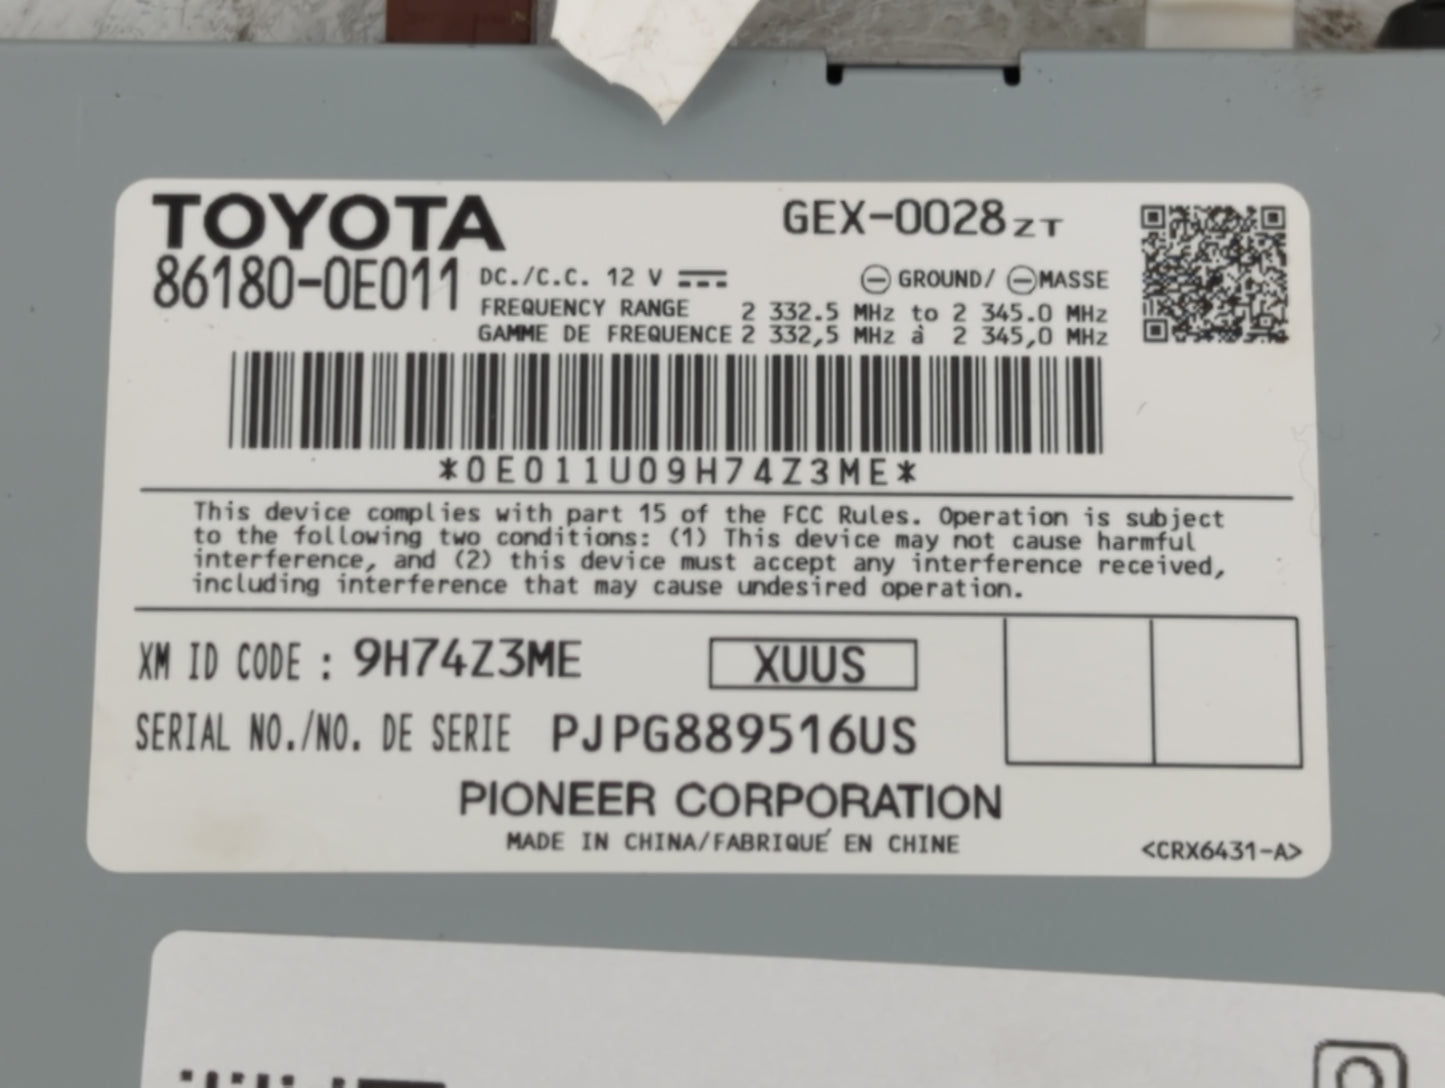 TOYOTA
GEX-0028ZT
86180-0E011
DC./C.C. 12 V
GROUND/ MASSE
FREQUENCY RANGE 2 332.5 MHz to 2 345.0 MHz
GAMME DE FREQUENCE 2 332,5 MHz à 2 345,0 MHz
*0E011U09H74Z3ME*
This device complies with part 15 of the FCC Rules. Operation is subject
to the following two conditions: (1) This device may not cause harmful
interference, and (2) this device must accept any interference received,
including interference that may cause undesired operation.
XM ID CODE : 9H74Z3ME
XUUS
SERIAL NO./NO. DE SERIE PJPG889516US
PIONEER CORPORATION
MADE IN CHINA/FABRIQUÉ EN CHINE
<CRX6431-A>